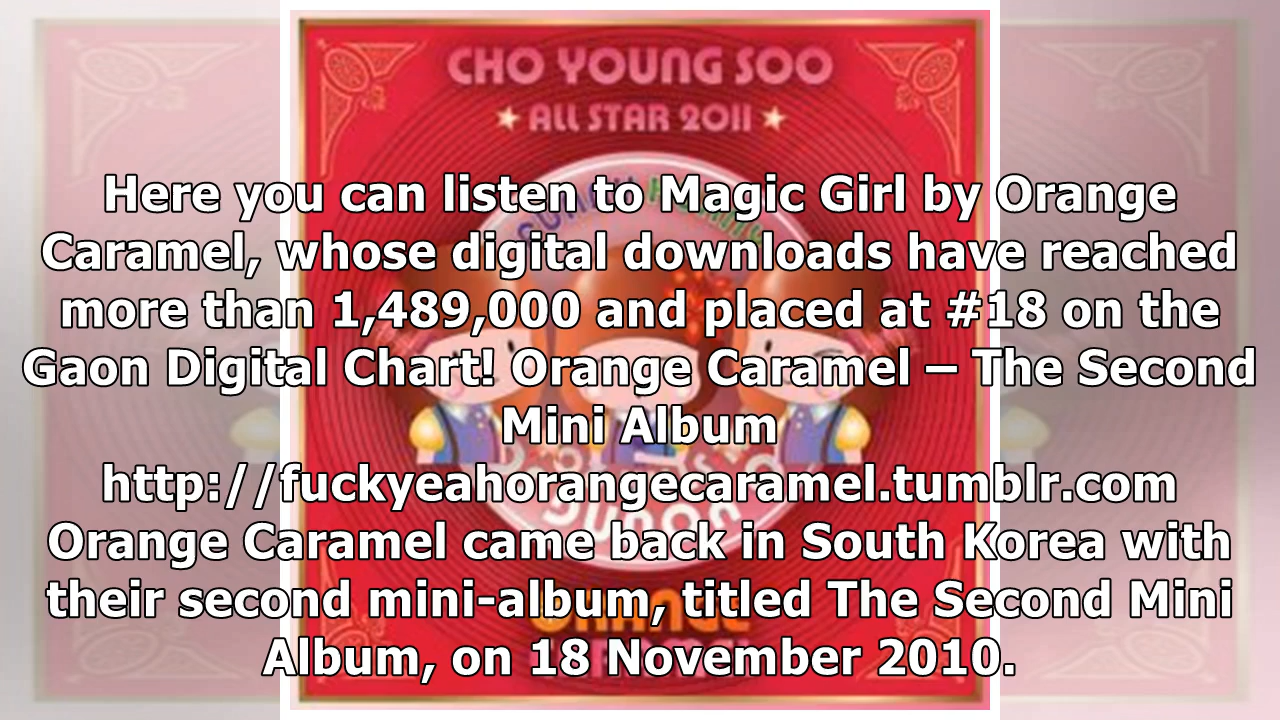 CHO YOUNG SOO
ALL STAR 2011
Here you can listen to Magic Girl by Orange
Caramel, whose digital downloads have reached
more than 1,489,000 and placed at #18 on the
Gaon Digital Chart! Orange Caramel – The Second
Mini Album
http://fuckyeahorangecaramel.tumblr.com
Orange Caramel came back in South Korea with
their second mini-album, titled The Second Mini
Album, on 18 November 2010.